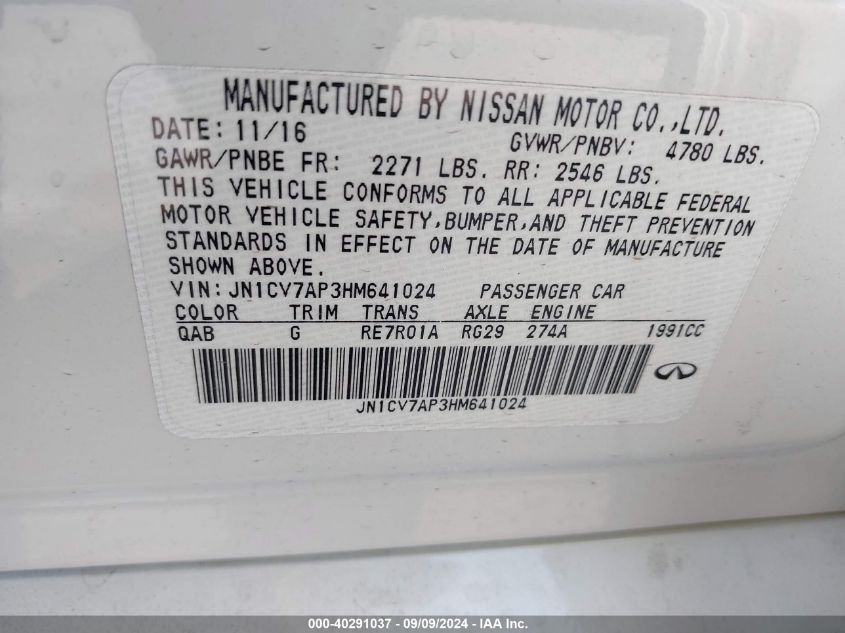 MANUFACTURED BY NISSAN MOTOR CO.,LTD.
DATE: 11/16 GVWR/PNBV: 4780 LBS.
GAWR/PNBE FR: 2271 LBS. RR: 2546 LBS.
THIS VEHICLE CONFORMS TO ALL APPLICABLE FEDERAL
MOTOR VEHICLE SAFETY,BUMPER,AND THEFT PREVENTION
STANDARDS IN EFFECT ON THE DATE OF MANUFACTURE
SHOWN ABOVE.
VIN: JN1CV7AP3HM641024 PASSENGER CAR
COLOR TRIM TRANS AXLE ENGINE
QAB G RE7R01A RG29 274A 1991CC
JN1CV7AP3HM641024
000-40291037 - 09/09/2024 - IAA Inc.